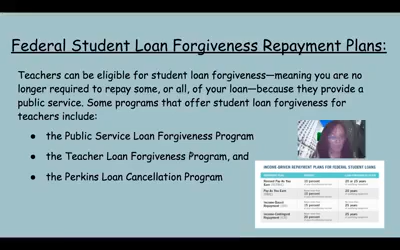 Federal Student Loan Forgiveness Repayment Plans:
Teachers can be eligible for student loan forgiveness—meaning you are no
longer required to repay some, or all, of your loan—because they provide a
public service. Some programs that offer student loan forgiveness for
teachers include:
● the Public Service Loan Forgiveness Program
● the Teacher Loan Forgiveness Program, and
● the Perkins Loan Cancellation Program
INCOME-DRIVEN REPAYMENT PLANS FOR FEDERAL STUDENT LOANS